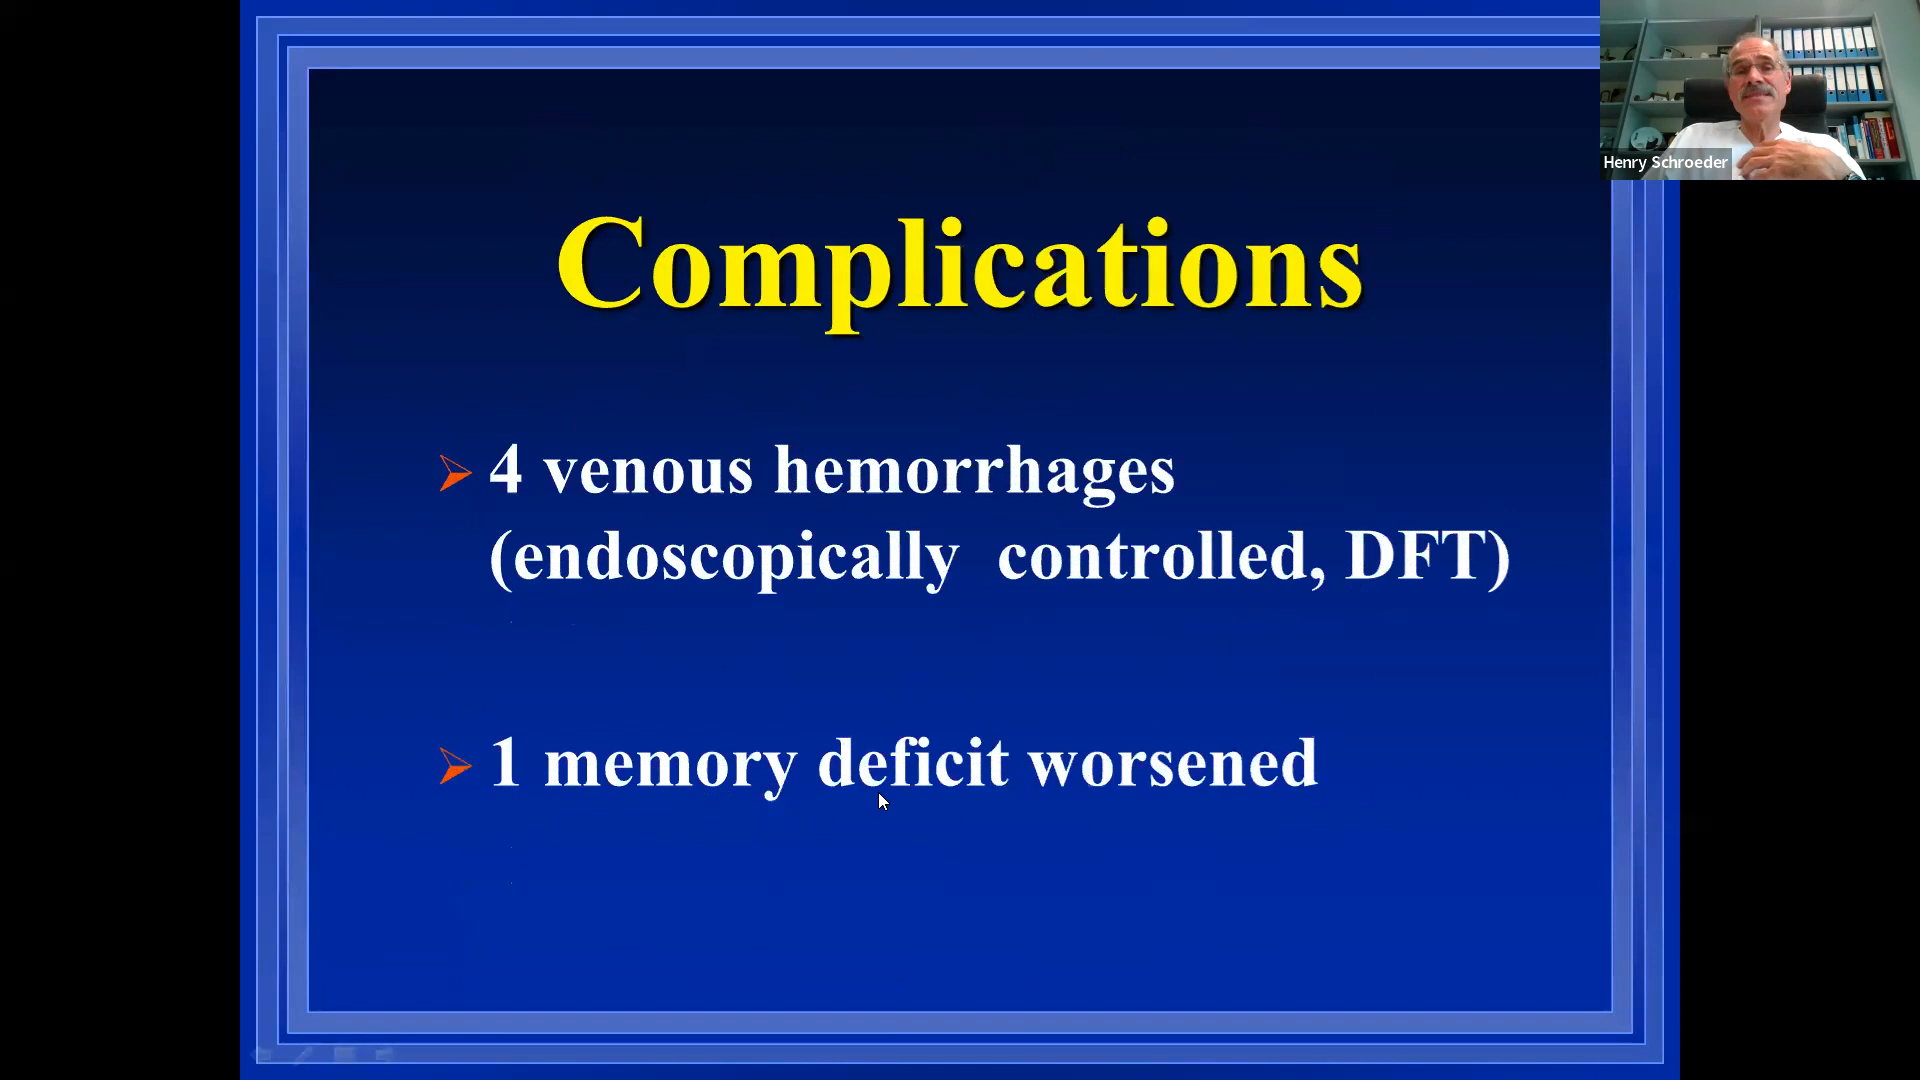 Henry Schroeder
Complications
4 venous hemorrhages
(endoscopically controlled, DFT)
1 memory deficit worsened